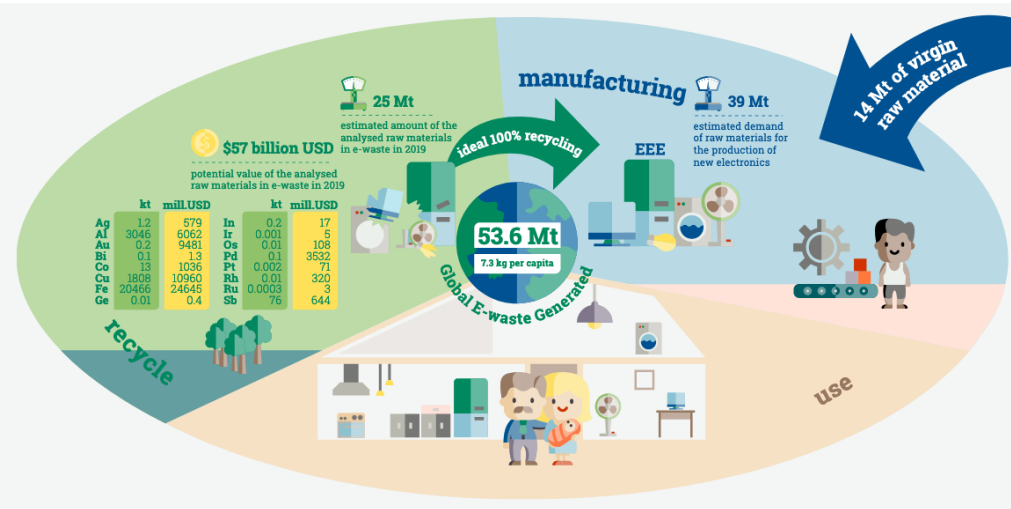 14 Mt of virgin
raw material
manufacturing
39 Mt
estimated demand
of raw materials for
the production of
new electronics
EEE
ideal 100% recycling
25 Mt
estimated amount of the
analysed raw materials
in e-waste in 2019
$57 billion USD
potential value of the analysed
raw materials in e-waste in 2019
kt mill.USD kt mill.USD
Ag 1.2 579 In 0.2 17
Al 3046 6062 Ir 0.001 5
Au 0.2 9481 Os 0.01 108
Bi 0.1 1.3 Pd 0.1 3532
Co 13 1036 Pt 0.002 71
Cu 1808 10960 Rh 0.01 320
Fe 20466 24645 Ru 0.0003 3
Ge 0.01 0.4 Sb 76 644
53.6 Mt
7.3 kg per capita
Global E-waste Generated
recycle
use